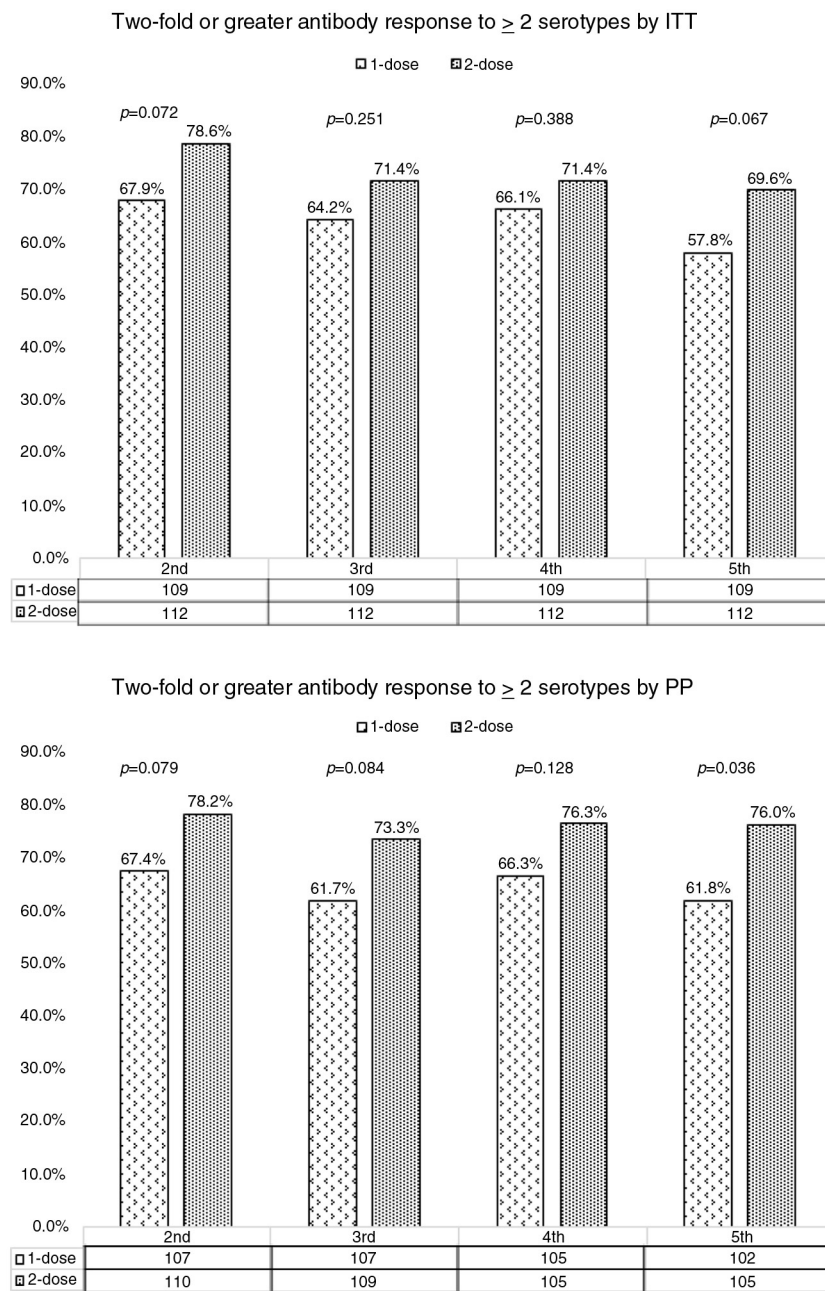 Two-fold or greater antibody response to ≥ 2 serotypes by ITT
1-dose 2-dose
90.0%
80.0%
70.0%
60.0%
50.0%
40.0%
30.0%
20.0%
10.0%
0.0%
p=0.072 p=0.251 p=0.388 p=0.067
67.9% 78.6% 64.2% 71.4% 66.1% 71.4% 57.8% 69.6%
2nd 3rd 4th 5th
1-dose 109 109 109 109
2-dose 112 112 112 112
Two-fold or greater antibody response to ≥ 2 serotypes by PP
1-dose 2-dose
90.0%
80.0%
70.0%
60.0%
50.0%
40.0%
30.0%
20.0%
10.0%
0.0%
p=0.079 p=0.084 p=0.128 p=0.036
67.4% 78.2% 61.7% 73.3% 66.3% 76.3% 61.8% 76.0%
2nd 3rd 4th 5th
1-dose 107 107 105 102
2-dose 110 109 105 105